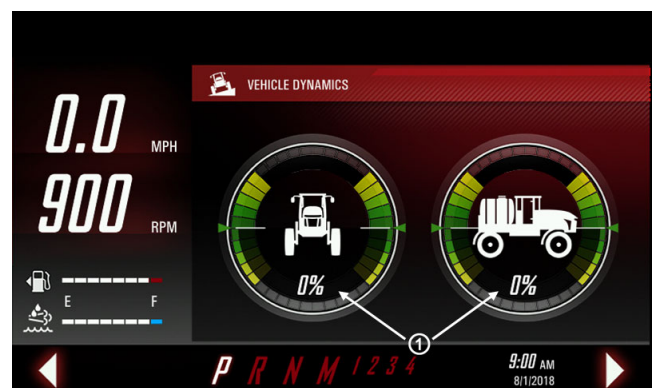 VEHICLE DYNAMICS
0.0 MPH
900 RPM
E F
0%
0%
1
P R N M 1 2 3 4
9:00 AM
8/1/2018